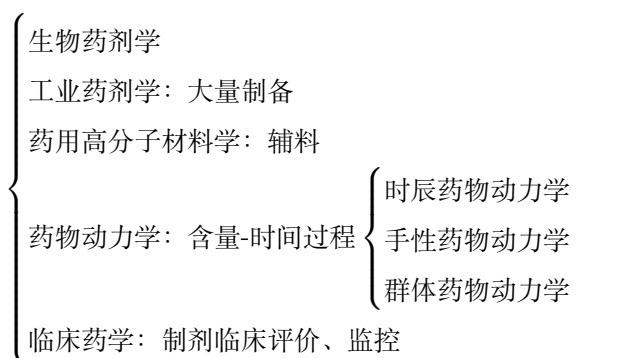 生物药剂学
工业药剂学：大量制备
药用高分子材料学：辅料
药物动力学：含量-时间过程
时辰药物动力学
手性药物动力学
群体药物动力学
临床药学：制剂临床评价、监控